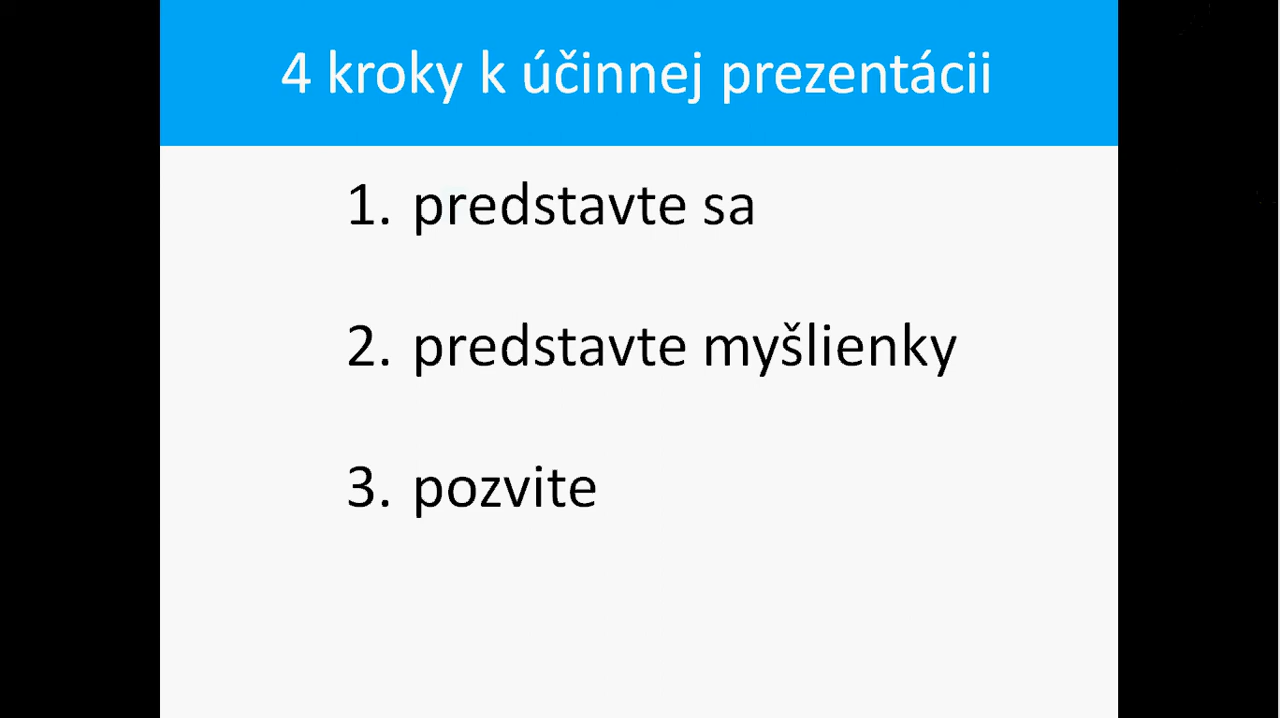 4 kroky k účinnej prezentácii
1. predstavte sa
2. predstavte myšlienky
3. pozvite